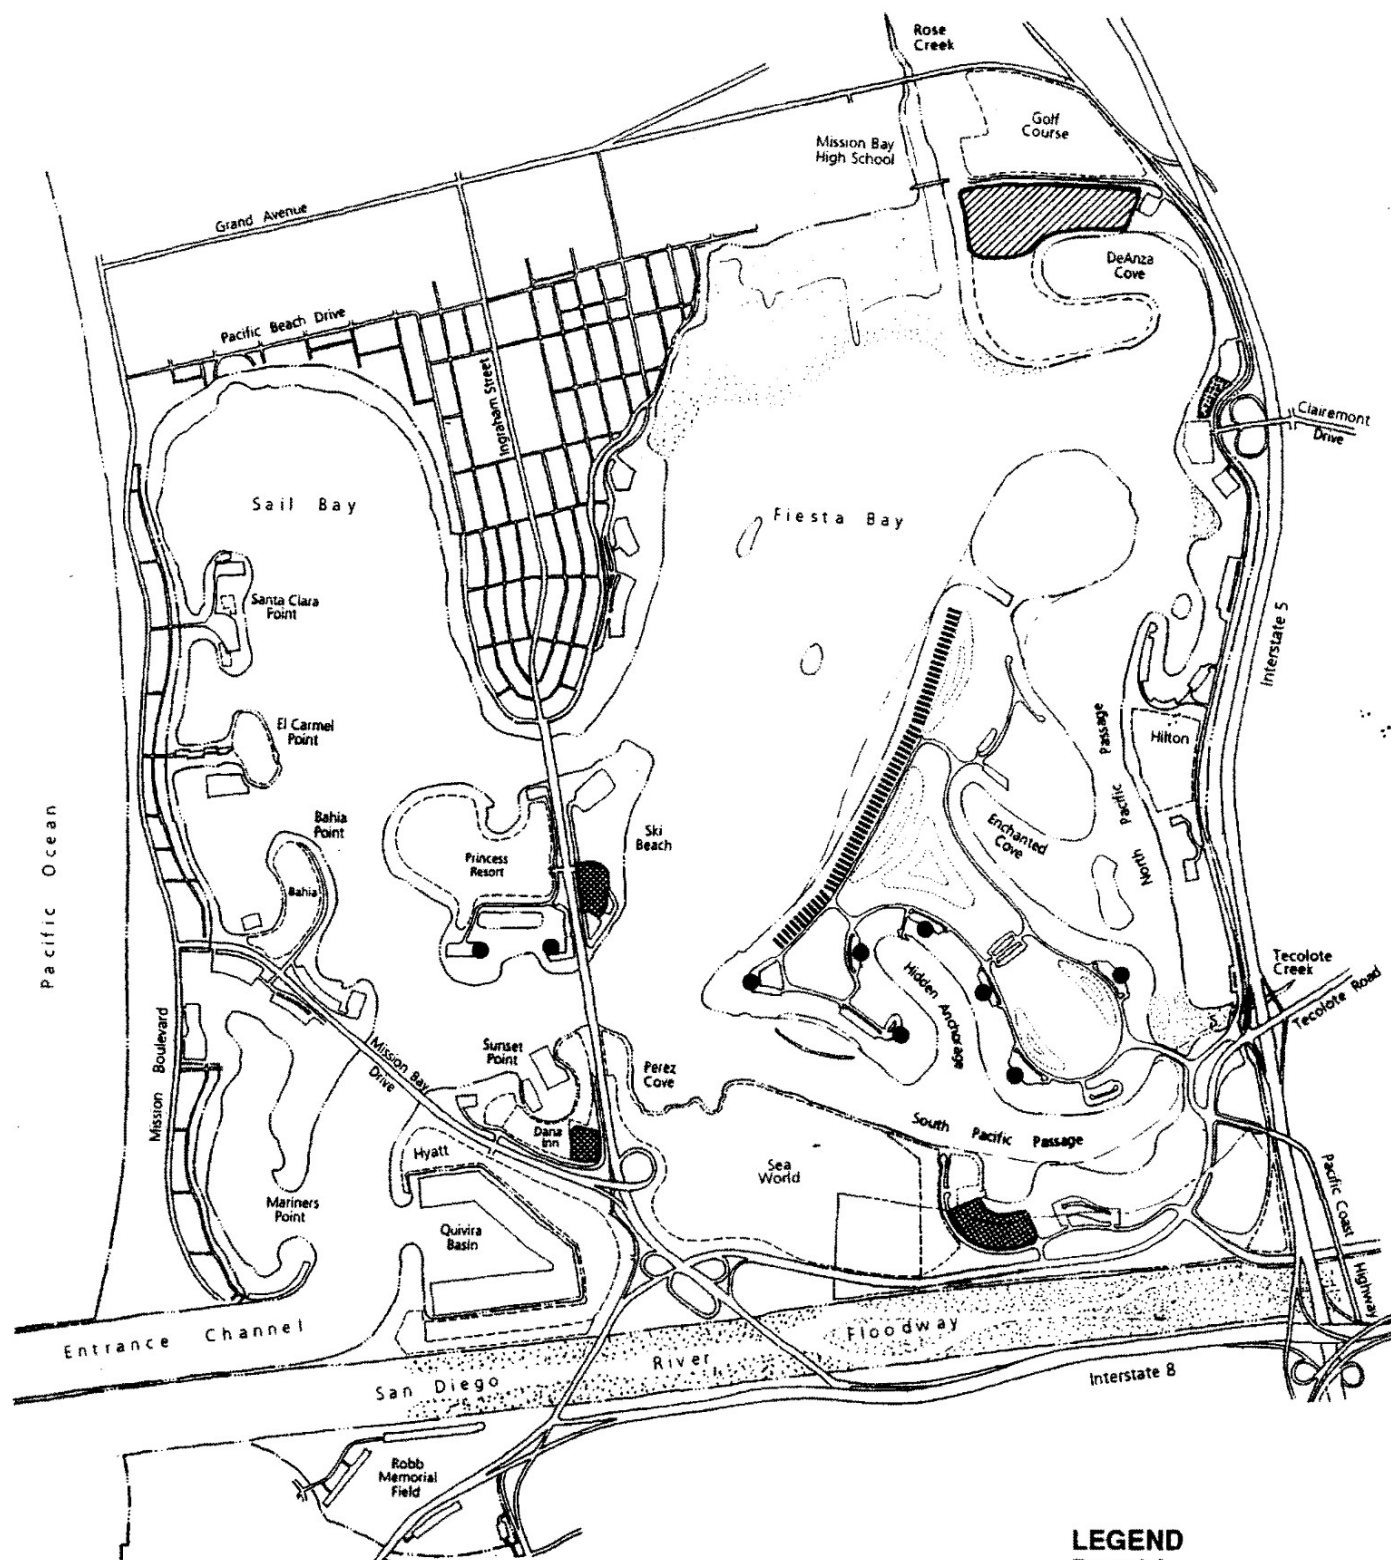 Rose
Creek
Golf
Course
Mission Bay
High School
Grand Avenue
DeAnza
Cove
Pacific Beach Drive
Ingraham Street
Clairemont
Drive
Sail Bay
Fiesta Bay
Santa Clara
Point
Interstate 5
El Carmel
Point
Hilton
North Pacific Passage
Pacific Ocean
Bahia
Point
Ski
Beach
Enchanted
Cove
Princess
Resort
Bahia
Tecolote
Creek
Tecolote Road
Hidden Anchorage
Mission Boulevard
Mission Bay
Drive
Sunset
Point
Perez
Cove
South Pacific Passage
Dana
Inn
Hyatt
Sea
World
Pacific Coast Highway
Mariners
Point
Quivira
Basin
Entrance Channel
San Diego River Floodway
Interstate 8
Robb
Memorial
Field
LEGEND